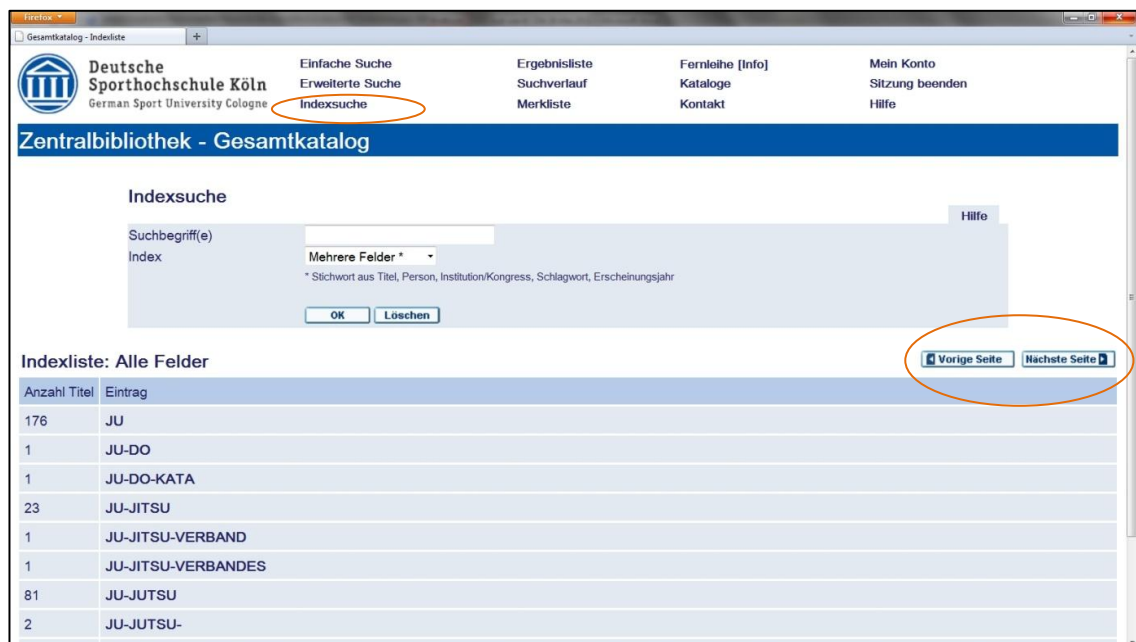 Firefox
Gesamtkatalog - Indexliste +
Deutsche
Sporthochschule Köln
German Sport University Cologne
Einfache Suche Ergebnisliste Fernleihe [Info] Mein Konto
Erweiterte Suche Suchverlauf Kataloge Sitzung beenden
Indexsuche Merkliste Kontakt Hilfe
Zentralbibliothek - Gesamtkatalog
Indexsuche
Hilfe
Suchbegriff(e)
Index Mehrere Felder *
* Stichwort aus Titel, Person, Institution/Kongress, Schlagwort, Erscheinungsjahr
OK Löschen
Indexliste: Alle Felder Vorige Seite Nächste Seite
Anzahl Titel Eintrag
176 JU
1 JU-DO
1 JU-DO-KATA
23 JU-JITSU
1 JU-JITSU-VERBAND
1 JU-JITSU-VERBANDES
81 JU-JUTSU
2 JU-JUTSU-